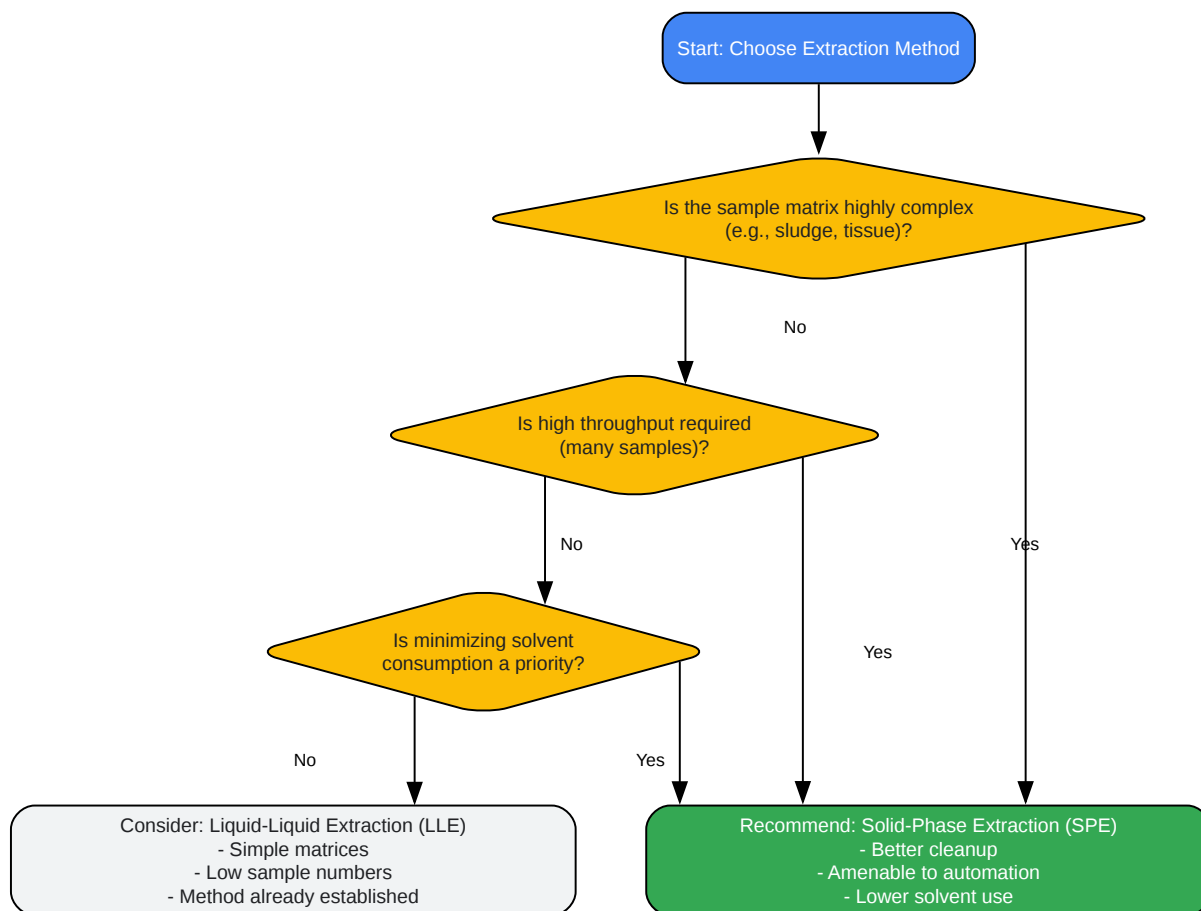 Start: Choose Extraction Method
Is the sample matrix highly complex
(e.g., sludge, tissue)?
No
Is high throughput required
(many samples)?
No
Yes
Is minimizing solvent
consumption a priority?
Yes
No
Yes
Consider: Liquid-Liquid Extraction (LLE)
- Simple matrices
- Low sample numbers
- Method already established
Recommend: Solid-Phase Extraction (SPE)
- Better cleanup
- Amenable to automation
- Lower solvent use